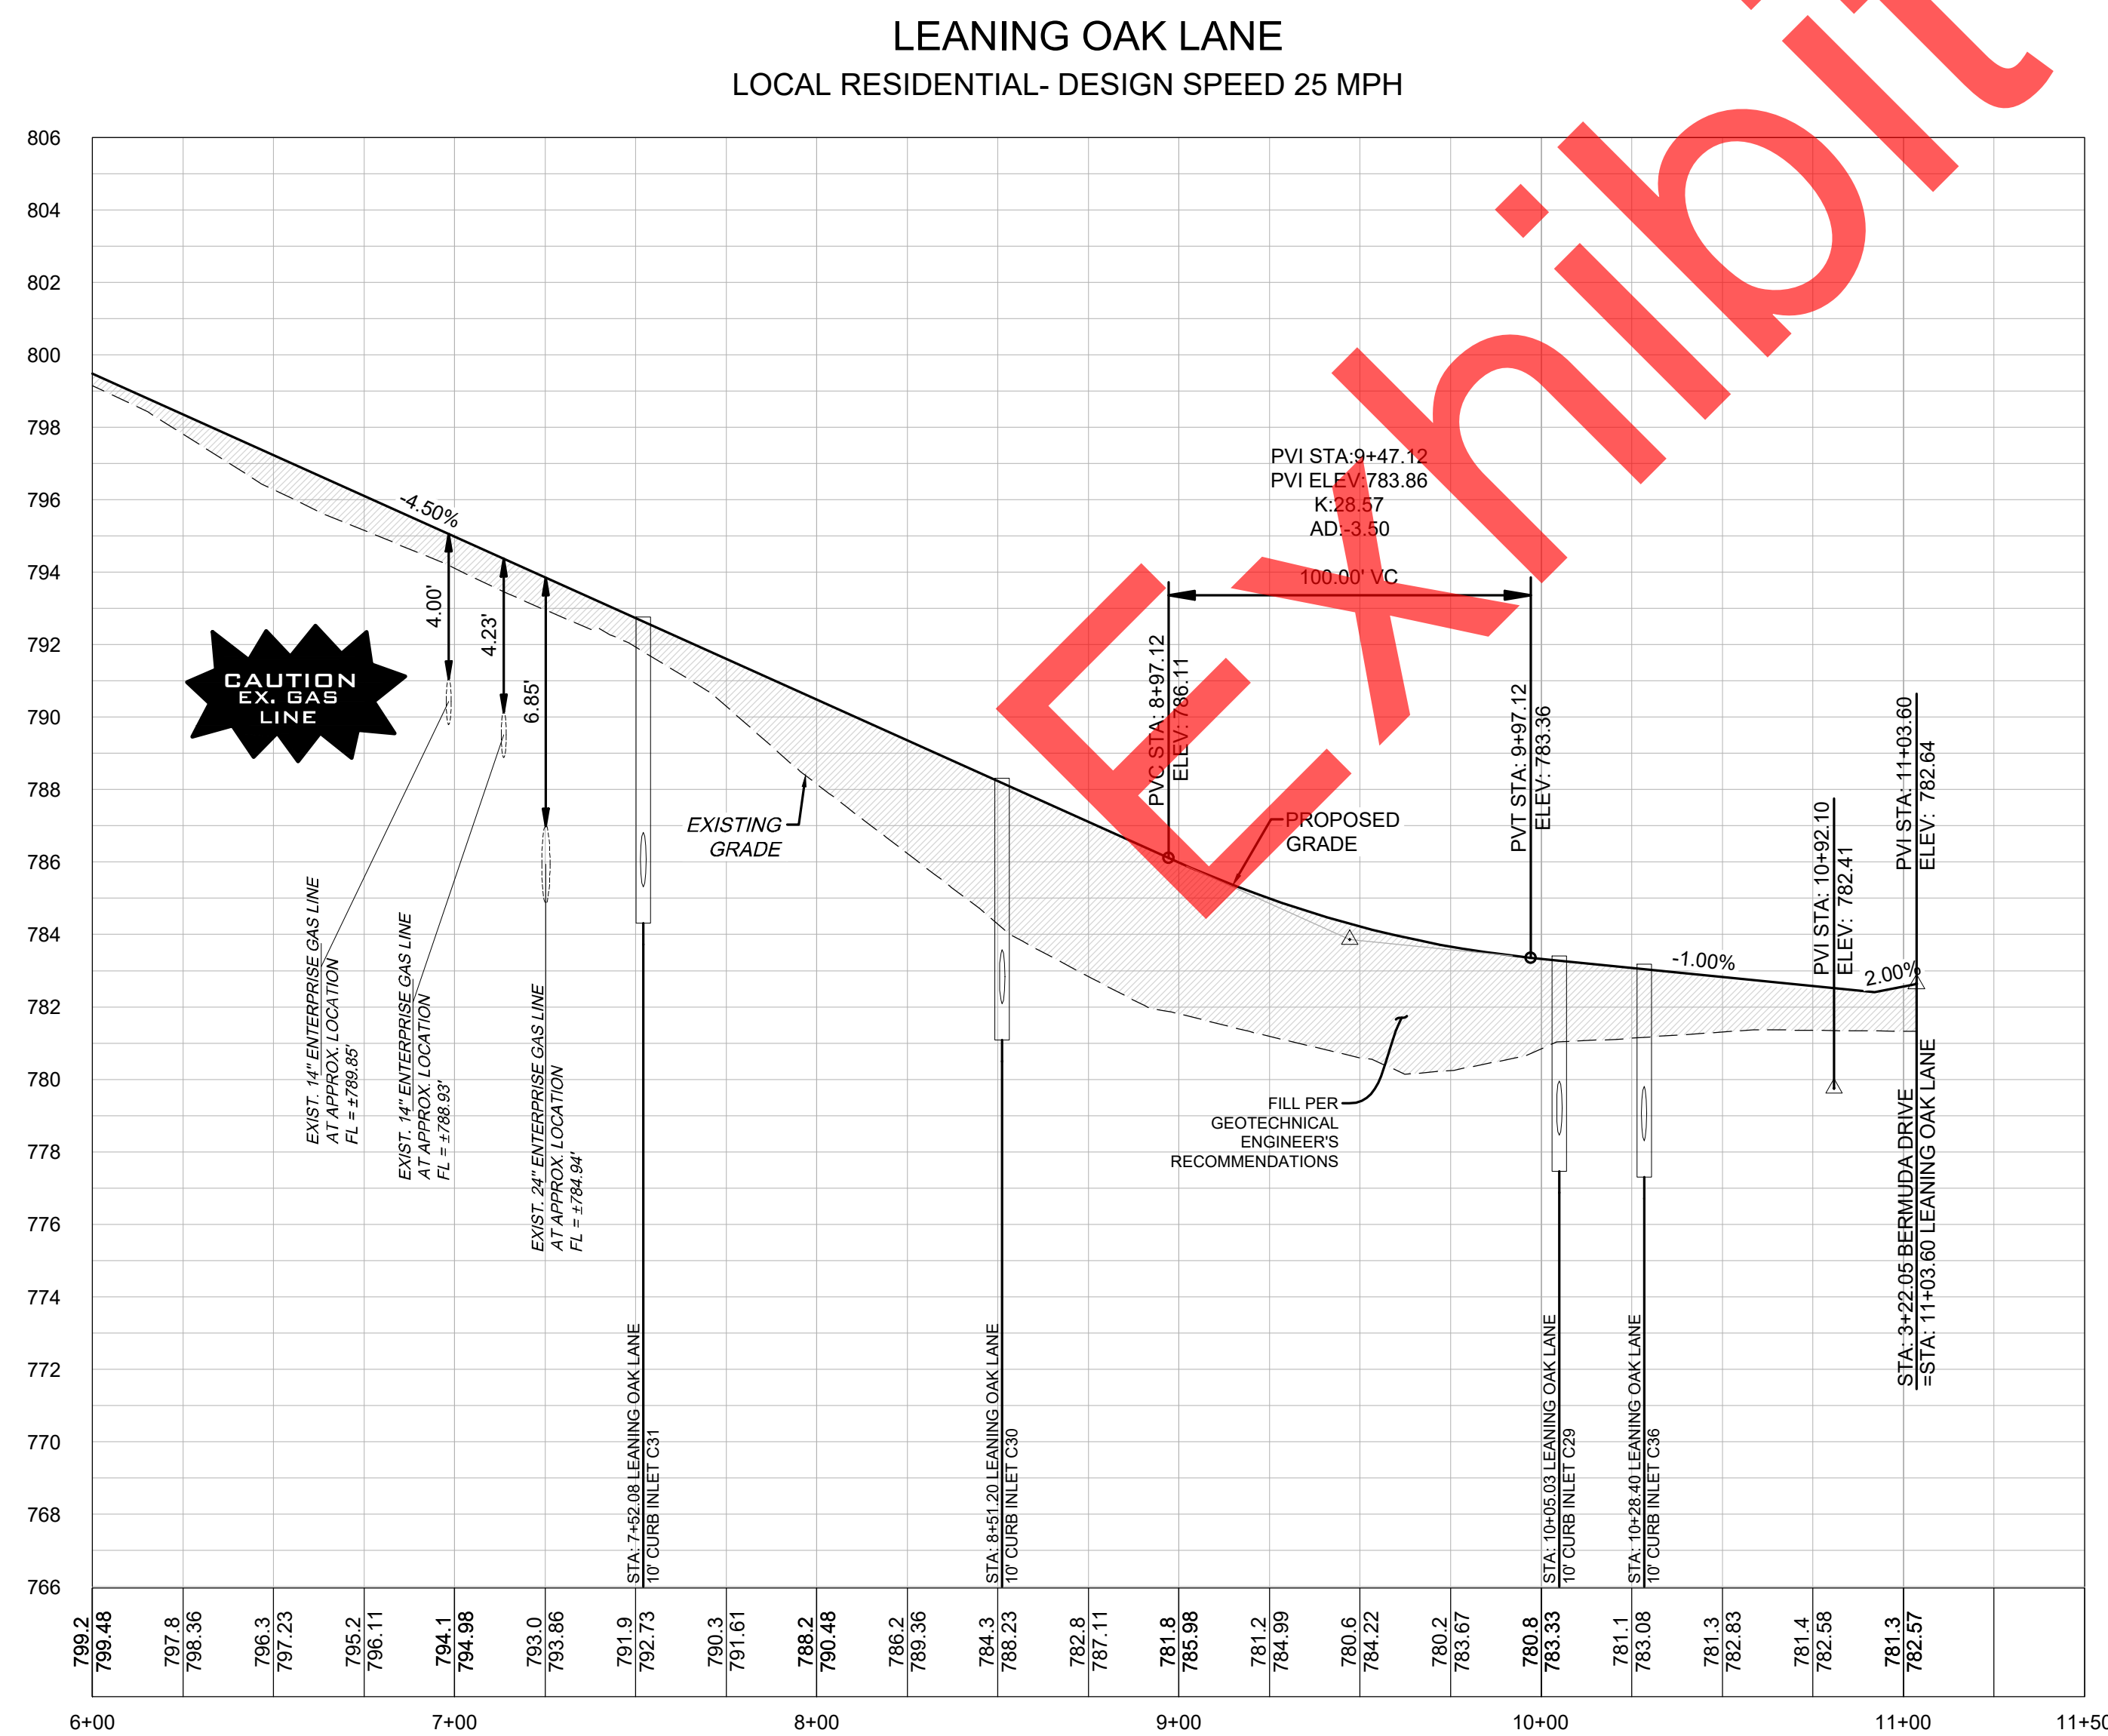 LEANING OAK LANE
LOCAL RESIDENTIAL- DESIGN SPEED 25 MPH
Exhibit
806
804
802
800
798
796
794
792
790
788
786
784
782
780
778
776
774
772
770
768
766
-4.50%
4.00'
4.23'
6.85'
CAUTION
EX. GAS
LINE
EXIST. 14" ENTERPRISE GAS LINE
AT APPROX. LOCATION
FL = ±789.85'
EXIST. 14" ENTERPRISE GAS LINE
AT APPROX. LOCATION
FL = ±788.93'
EXIST. 24" ENTERPRISE GAS LINE
AT APPROX. LOCATION
FL = ±784.94'
EXISTING
GRADE
PVI STA:9+47.12
PVI ELEV:783.86
K:28.57
AD:-3.50
100.00' VC
PVC STA: 8+97.12
ELEV: 786.11
PROPOSED
GRADE
PVT STA: 9+97.12
ELEV: 783.36
-1.00%
PVI STA: 10+92.10
ELEV: 782.41
2.00%
PVI STA: 11+03.60
ELEV: 782.64
FILL PER
GEOTECHNICAL
ENGINEER'S
RECOMMENDATIONS
STA: 3+22.05 BERMUDA DRIVE
=STA: 11+03.60 LEANING OAK LANE
STA: 7+52.08 LEANING OAK LANE
10' CURB INLET C31
STA: 8+51.20 LEANING OAK LANE
10' CURB INLET C30
STA: 10+05.03 LEANING OAK LANE
10' CURB INLET C29
STA: 10+28.40 LEANING OAK LANE
10' CURB INLET C36
799.2
799.48
797.8
798.36
796.3
797.23
795.2
796.11
794.1
794.98
793.0
793.86
791.9
792.73
790.3
791.61
788.2
790.48
786.2
789.36
784.3
788.23
782.8
787.11
781.8
785.98
781.2
784.99
780.6
784.22
780.2
783.67
780.8
783.33
781.1
783.08
781.3
782.83
781.4
782.58
781.3
782.57
6+00
7+00
8+00
9+00
10+00
11+00
11+50